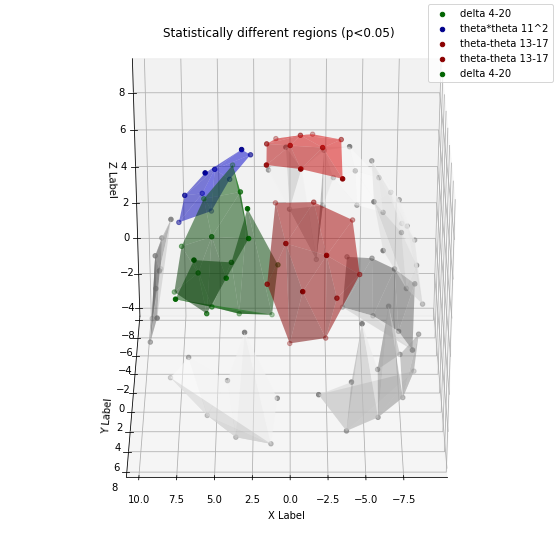 delta 4-20
theta*theta 11^2
theta-theta 13-17
theta-theta 13-17
delta 4-20
Statistically different regions (p<0.05)
8
6
4
2
0
−2
−4
Z Label
−8
−6
−4
−2
0
2
4
6
8
Y Label
10.0 7.5 5.0 2.5 0.0 −2.5 −5.0 −7.5
X Label